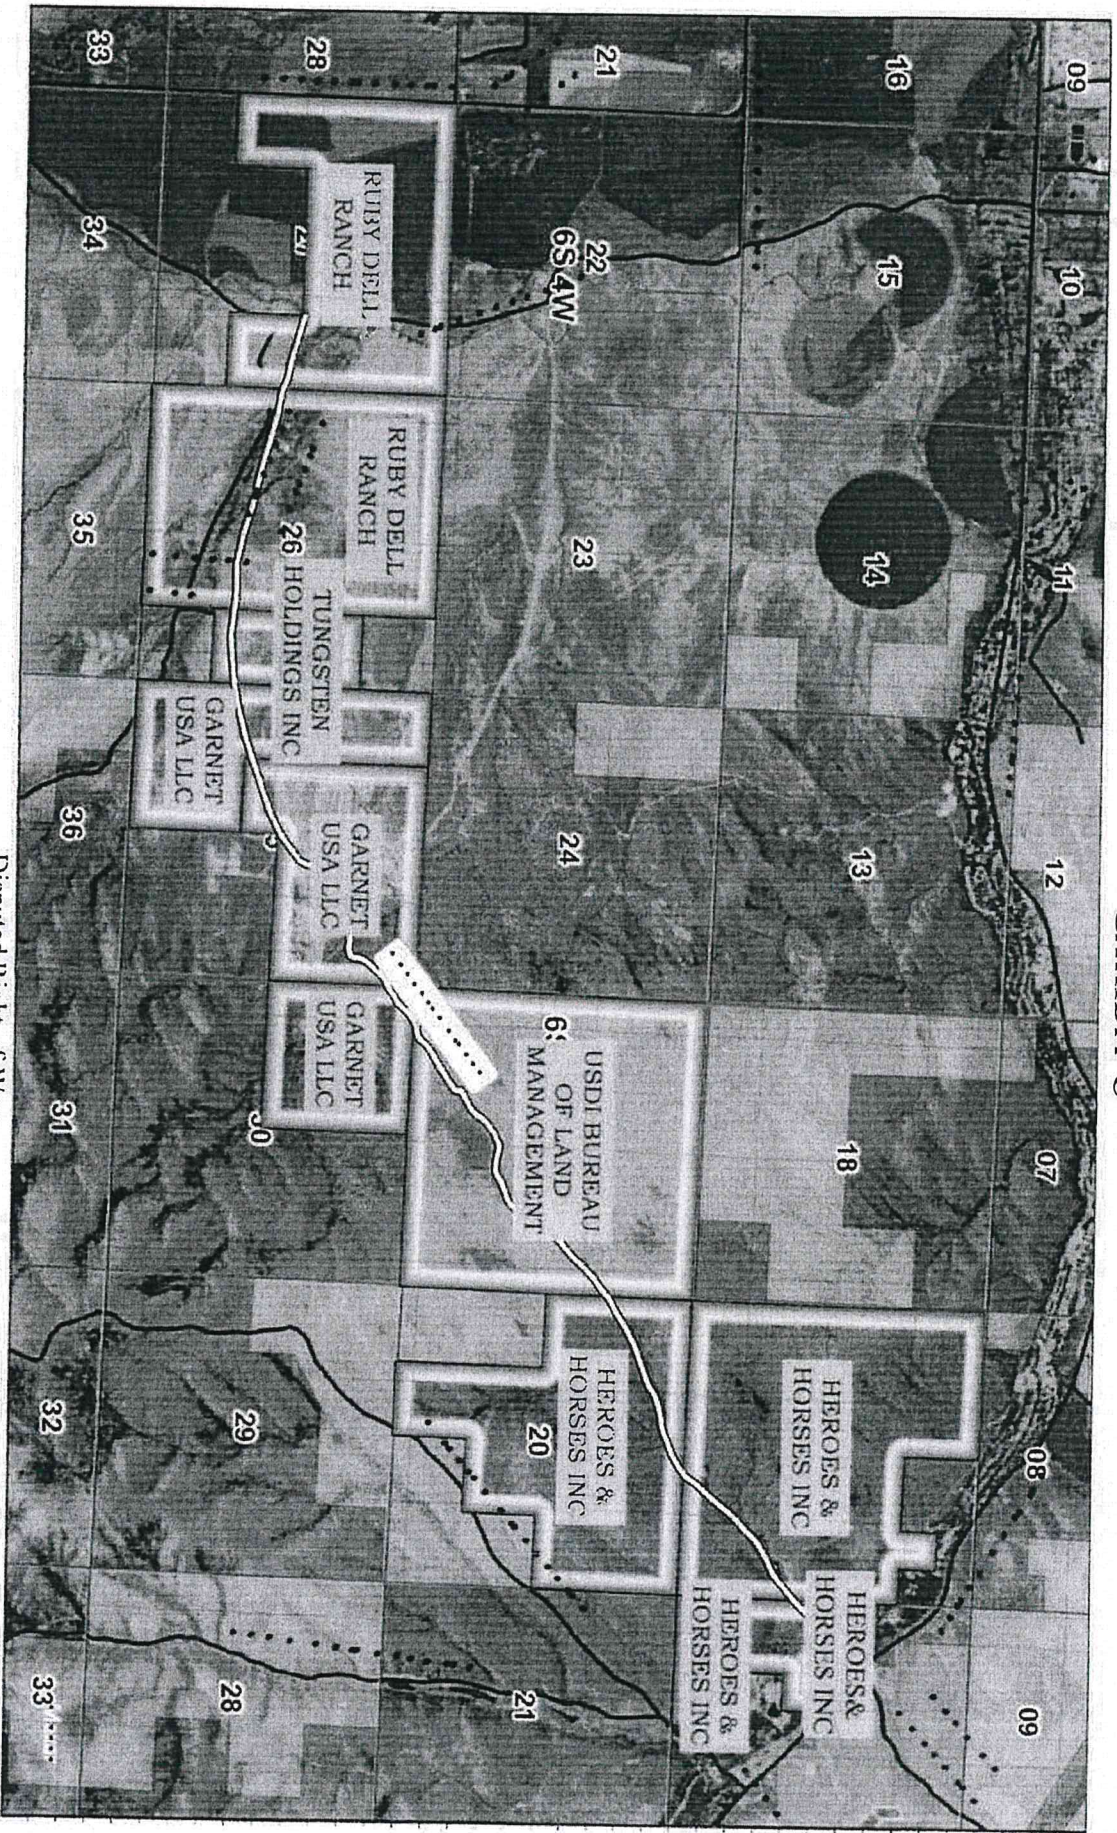 09
16
21
28
33
10
15
22
6S 4W
34
RUBY DELL
RANCH
11
14
23
RUBY DELL
RANCH
26
35
TUNGSTEN
HOLDINGS INC
GARNET
USA LLC
12
13
24
GARNET
USA LLC
36
07
18
USDI BUREAU
OF LAND
MANAGEMENT
GARNET
USA LLC
31
08
HEROES &
HORSES INC
HEROES &
HORSES INC
20
29
32
09
HEROES&
HORSES INC
HEROES &
HORSES INC
21
28
33